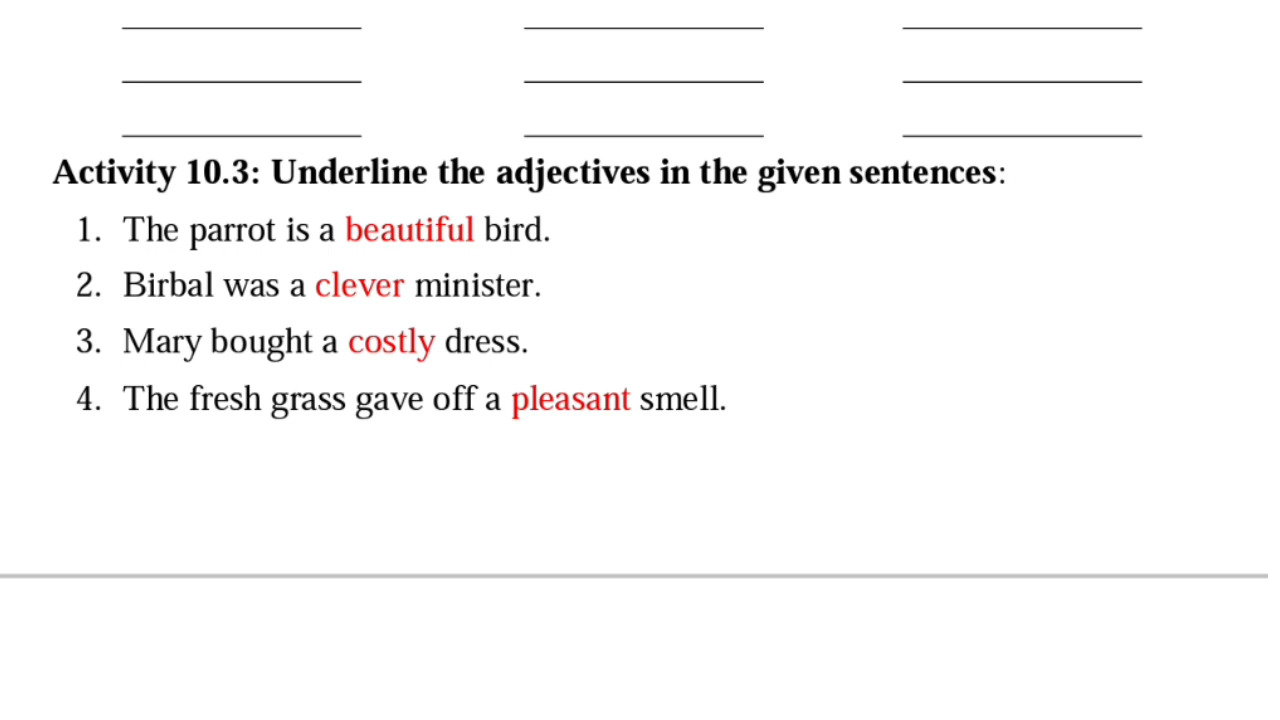 Activity 10.3: Underline the adjectives in the given sentences:
1. The parrot is a beautiful bird.
2. Birbal was a clever minister.
3. Mary bought a costly dress.
4. The fresh grass gave off a pleasant smell.